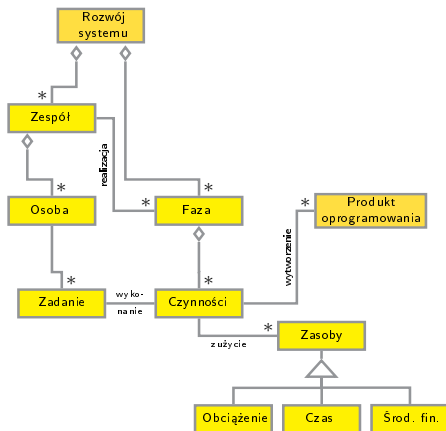 Rozwój
systemu
*
Zespół
realizacja
*
*
*
*
Osoba
Faza
Produkt
oprogramowania
wytworzenie
*
*
Zadanie
wyko-
nanie
Czynności
zużycie
*
Zasoby
Obciążenie
Czas
Środ. fin.